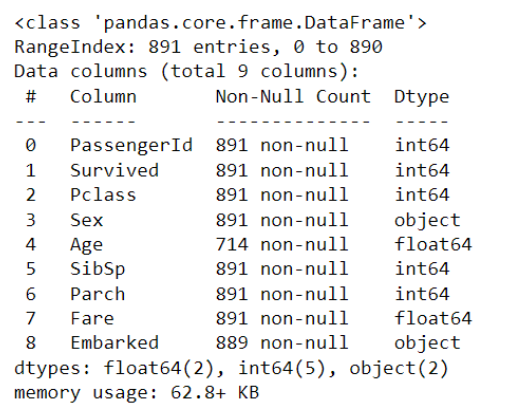 <class 'pandas.core.frame.DataFrame'>
RangeIndex: 891 entries, 0 to 890
Data columns (total 9 columns):
 #   Column       Non-Null Count  Dtype
---  ------       --------------  -----
 0   PassengerId  891 non-null    int64
 1   Survived     891 non-null    int64
 2   Pclass       891 non-null    int64
 3   Sex          891 non-null    object
 4   Age          714 non-null    float64
 5   SibSp        891 non-null    int64
 6   Parch        891 non-null    int64
 7   Fare         891 non-null    float64
 8   Embarked     889 non-null    object
dtypes: float64(2), int64(5), object(2)
memory usage: 62.8+ KB